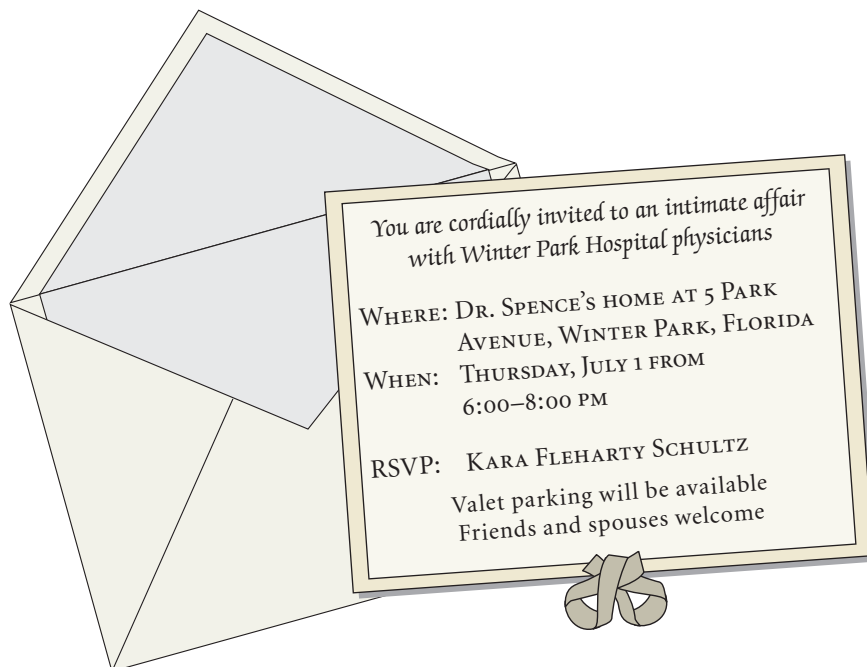 You are cordially invited to an intimate affair
with Winter Park Hospital physicians
Where: Dr. Spence’s home at 5 Park
Avenue, Winter Park, Florida
When: Thursday, July 1 from
6:00–8:00 pm
RSVP: Kara Fleharty Schultz
Valet parking will be available
Friends and spouses welcome